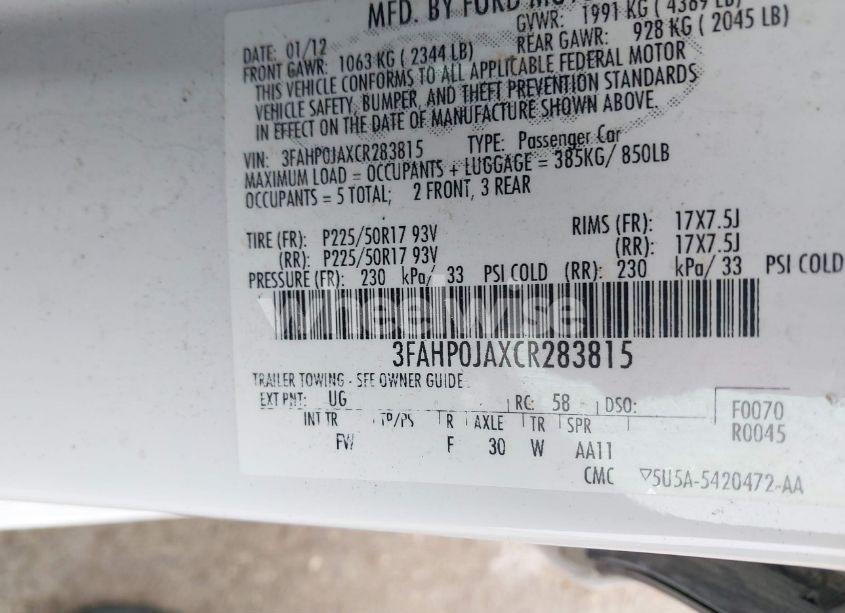 MFD. BY FORD MO
DATE: 01/12 GVWR: 1991 KG ( 4389 LB)
FRONT GAWR: 1063 KG ( 2344 LB) REAR GAWR: 928 KG ( 2045 LB)
THIS VEHICLE CONFORMS TO ALL APPLICABLE FEDERAL MOTOR
VEHICLE SAFETY, BUMPER, AND THEFT PREVENTION STANDARDS
IN EFFECT ON THE DATE OF MANUFACTURE SHOWN ABOVE.
VIN: 3FAHP0JAXCR283815 TYPE: Passenger Car
MAXIMUM LOAD = OCCUPANTS + LUGGAGE = 385KG/ 850LB
OCCUPANTS = 5 TOTAL; 2 FRONT, 3 REAR
TIRE (FR): P225/50R17 93V RIMS (FR): 17X7.5J
(RR): P225/50R17 93V (RR): 17X7.5J
PRESSURE (FR): 230 kPa/ 33 PSI COLD (RR): 230 kPa/ 33 PSI COLD
wheelwise
3FAHP0JAXCR283815
TRAILER TOWING - SEE OWNER GUIDE
EXT PNT: UG RC: 58 DSO: F0070
INT TR TP/PS R AXLE TR SPR R0045
FW F 30 W AA11
CMC 5U5A-5420472-AA